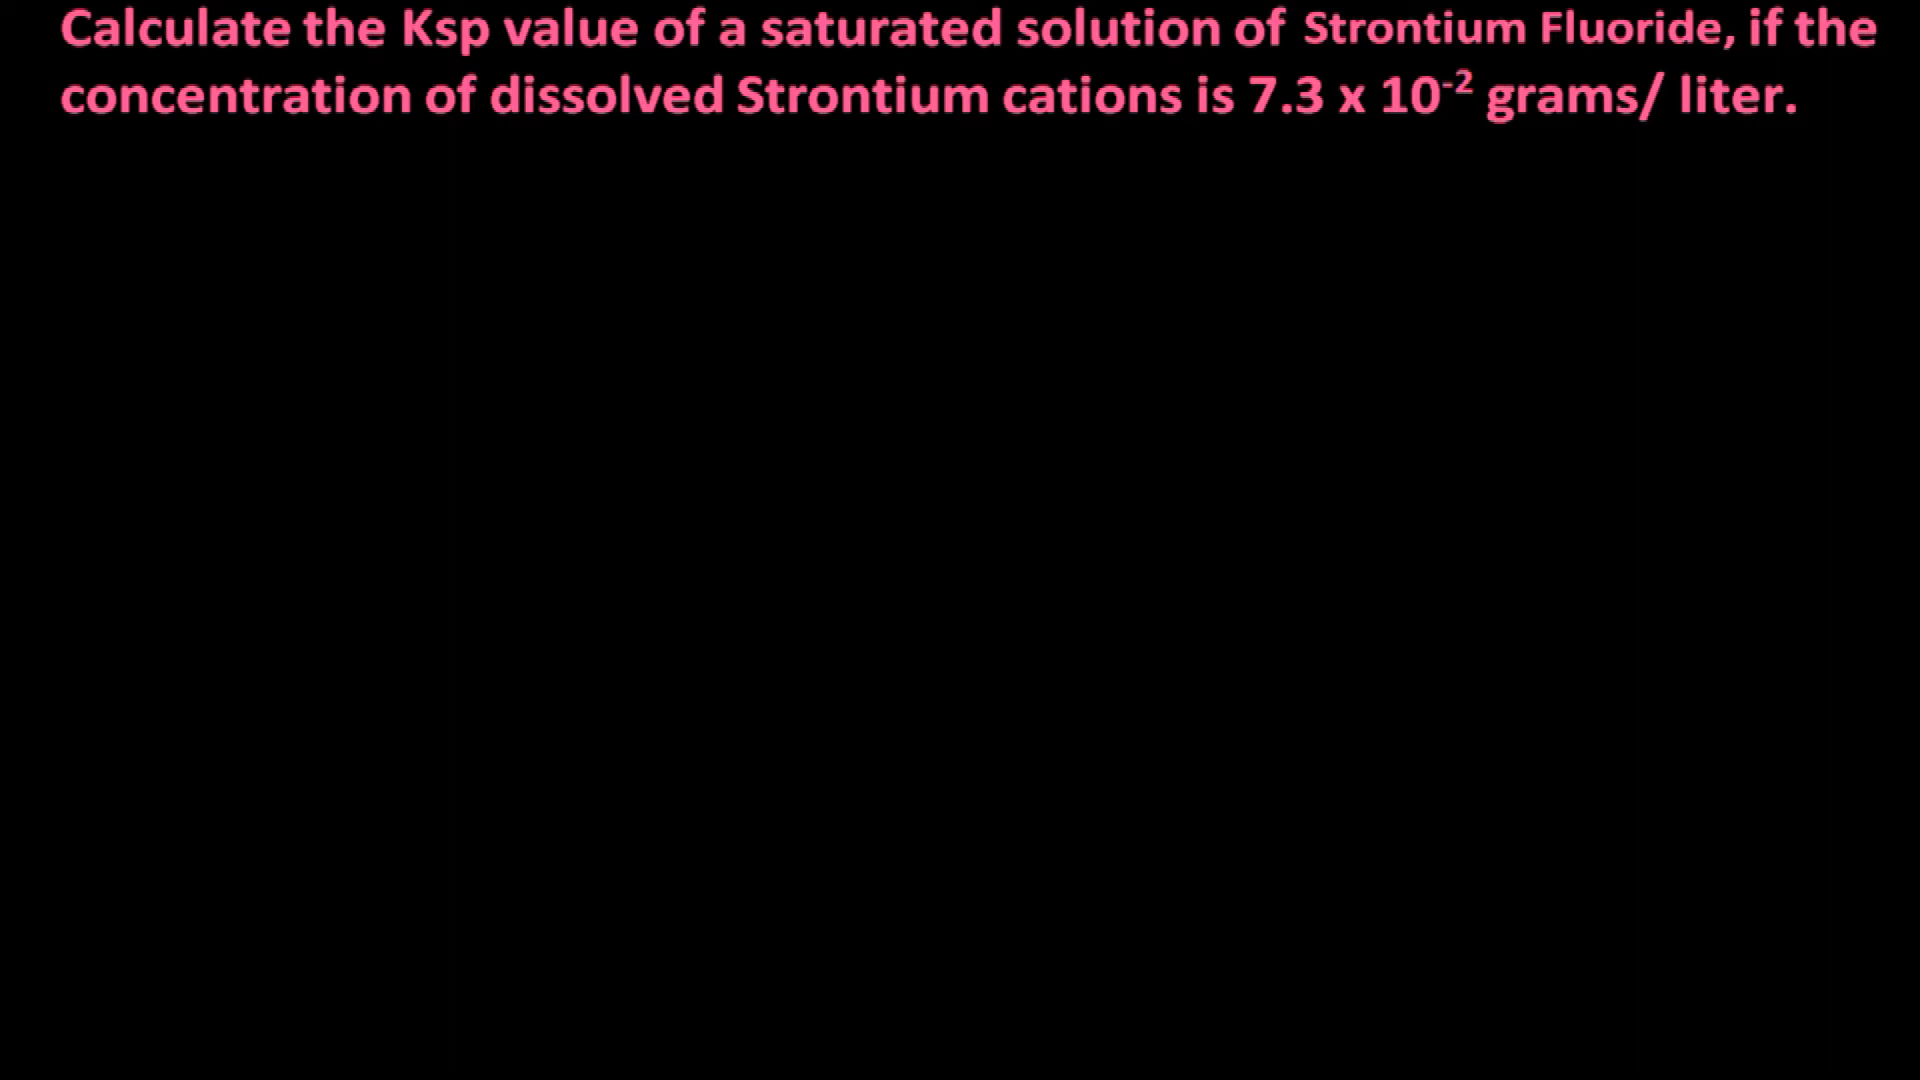 Calculate the Ksp value of a saturated solution of Strontium Fluoride, if the
concentration of dissolved Strontium cations is 7.3 x 10⁻² grams/ liter.